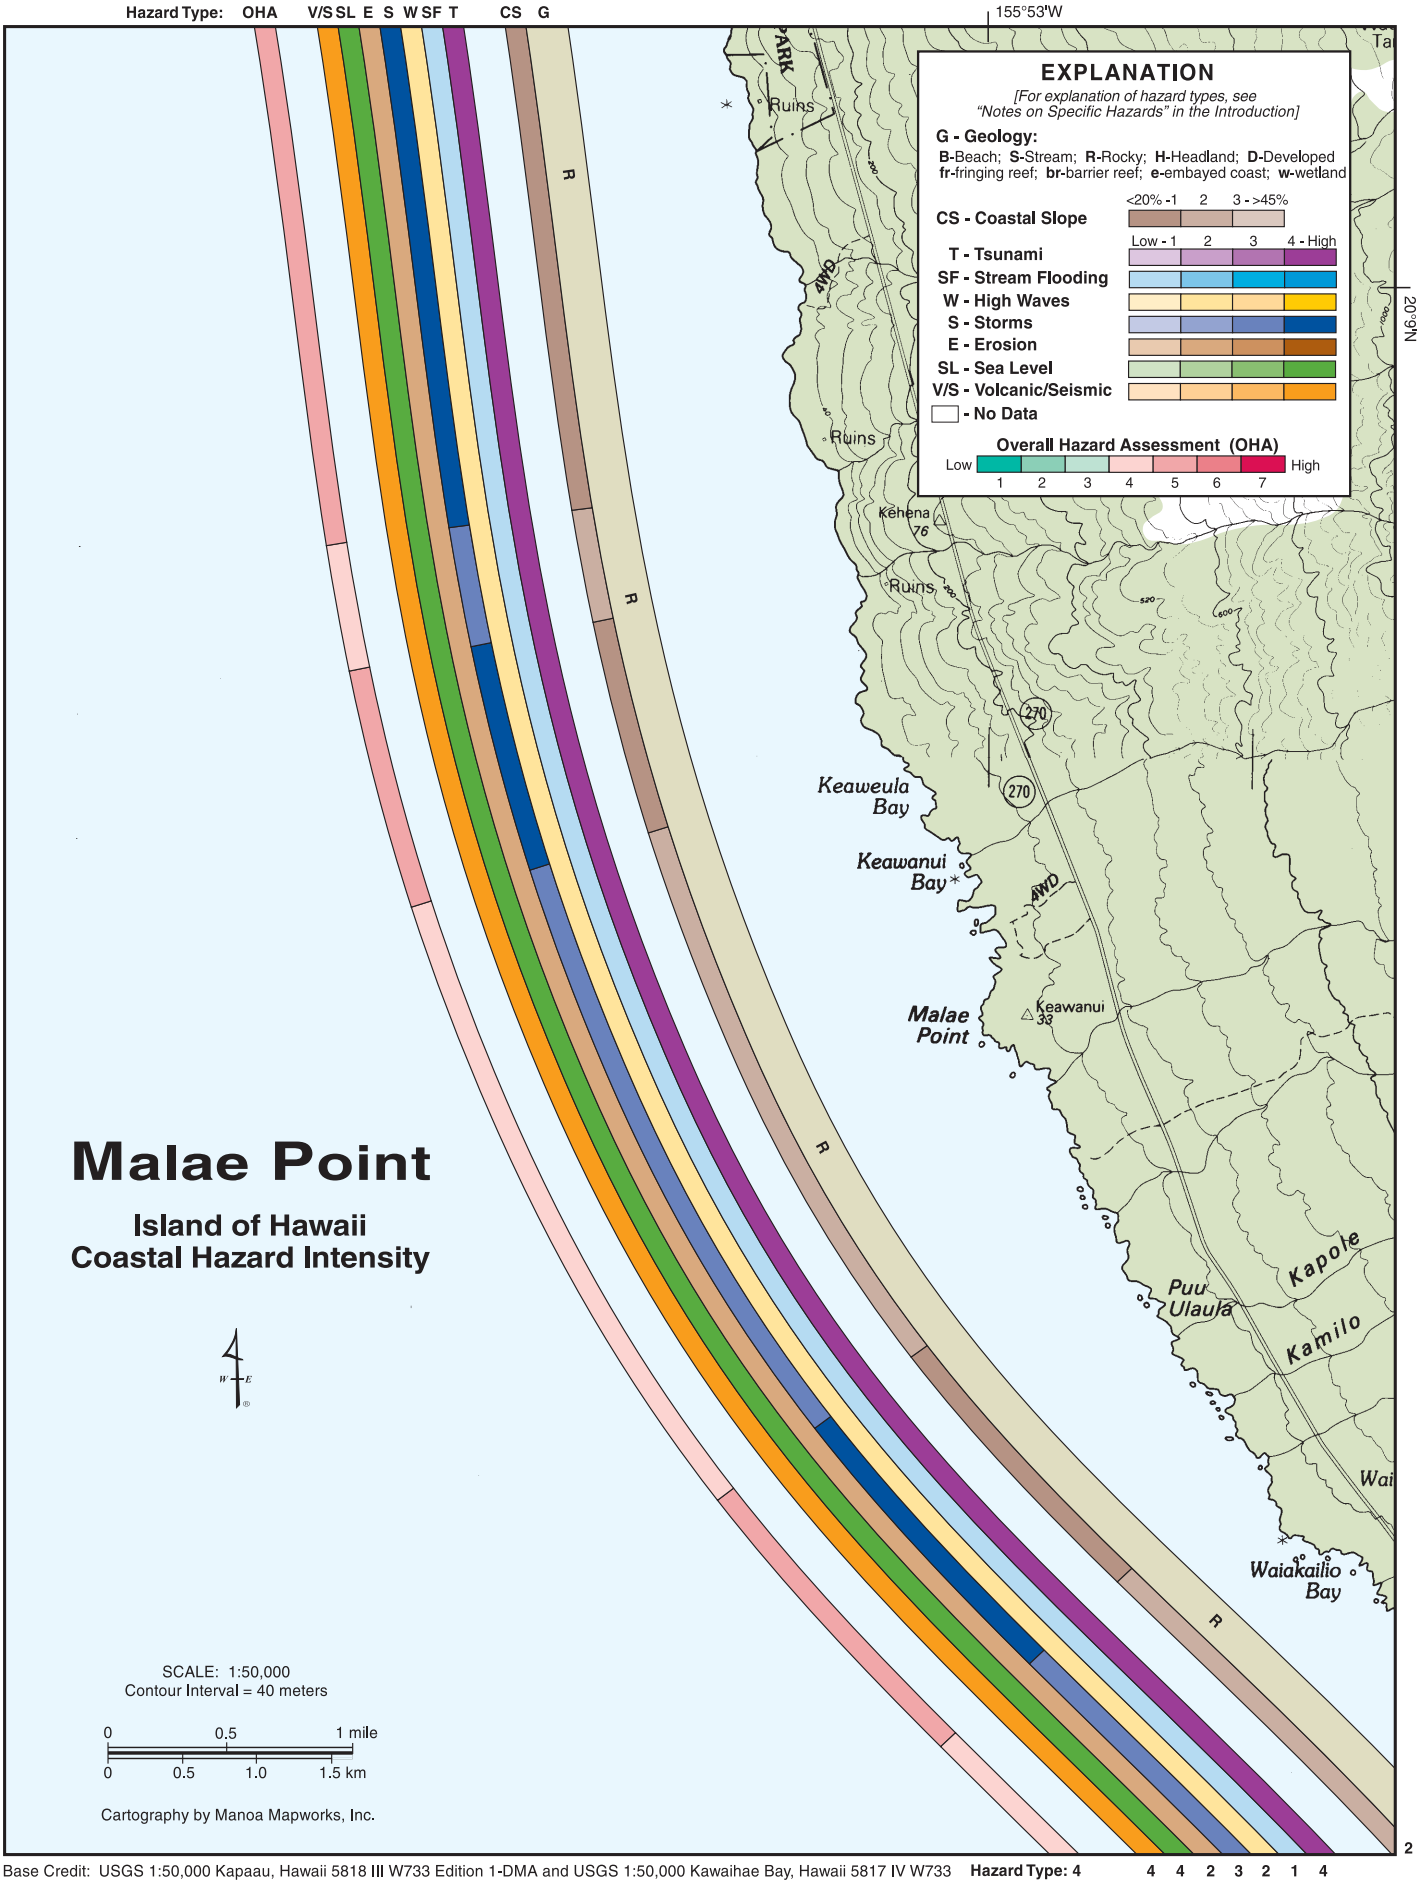 Hazard Type: OHA V/S SL E S W SF T CS G
155°53'W
PARK
Ruins
EXPLANATION
[For explanation of hazard types, see
"Notes on Specific Hazards" in the Introduction]
G - Geology:
B-Beach; S-Stream; R-Rocky; H-Headland; D-Developed
fr-fringing reef; br-barrier reef; e-embayed coast; w-wetland
<20% -1 2 3 - >45%
CS - Coastal Slope
Low - 1 2 3 4 - High
T - Tsunami
SF - Stream Flooding
W - High Waves
S - Storms
E - Erosion
SL - Sea Level
V/S - Volcanic/Seismic
- No Data
Overall Hazard Assessment (OHA)
Low High
1 2 3 4 5 6 7
20°9'N
1000
R
200
4WD
40
Ruins
Kehena
76
Ruins
200
520
600
R
270
270
Keaweula
Bay
Keawanui
Bay
4WD
Keawanui
33
Malae
Point
Malae Point
Island of Hawaii
Coastal Hazard Intensity
R
W E
®
Kapole
Puu
Ulaula
Kamilo
Wai
Waiakailio
Bay
R
SCALE: 1:50,000
Contour Interval = 40 meters
0 0.5 1 mile
0 0.5 1.0 1.5 km
Cartography by Manoa Mapworks, Inc.
2
Base Credit: USGS 1:50,000 Kapaau, Hawaii 5818 III W733 Edition 1-DMA and USGS 1:50,000 Kawaihae Bay, Hawaii 5817 IV W733 Hazard Type: 4 4 4 2 3 2 1 4